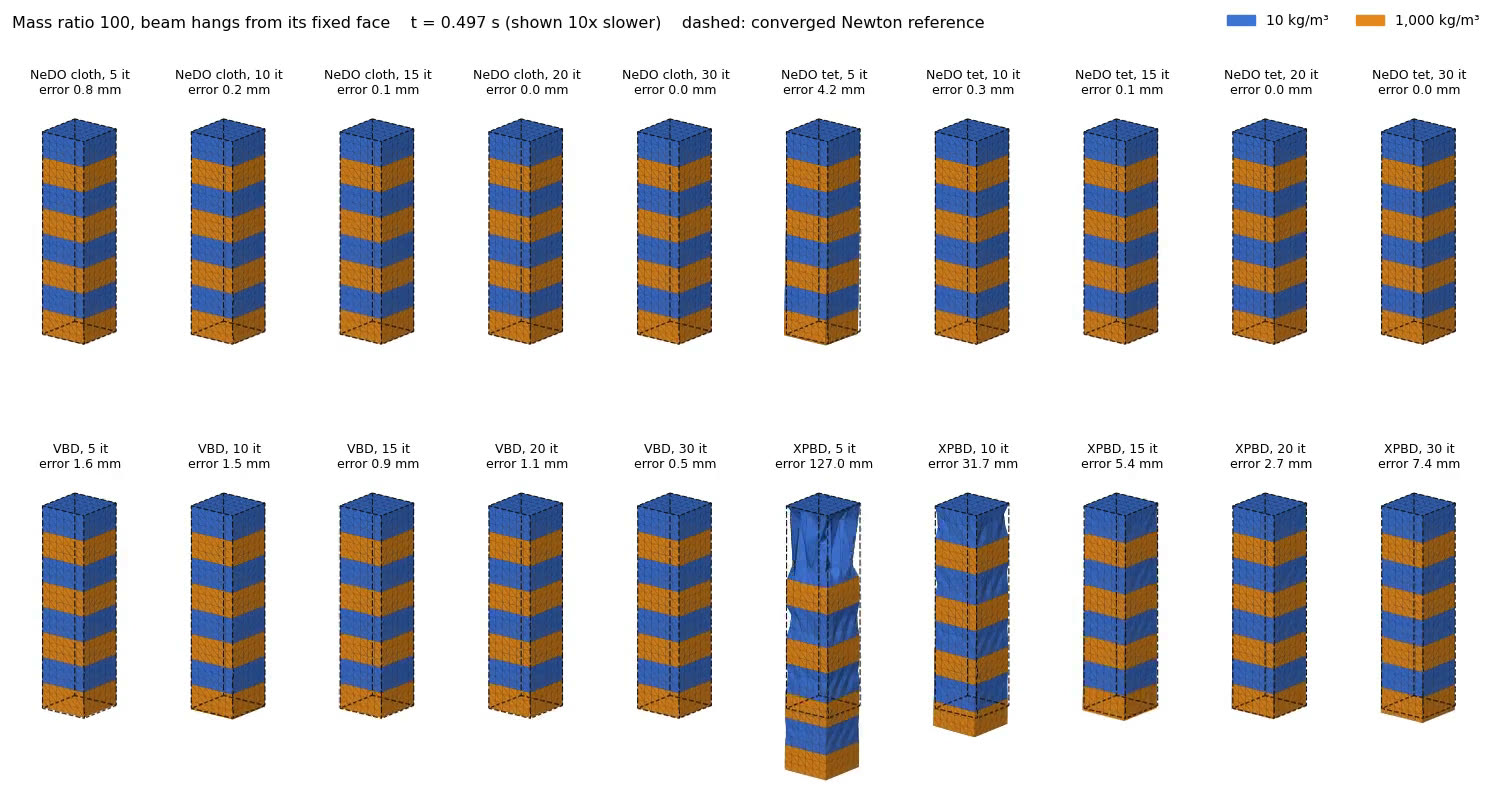 Mass ratio 100, beam hangs from its fixed face    t = 0.497 s (shown 10x slower)    dashed: converged Newton reference
10 kg/m³
1,000 kg/m³
NeDO cloth, 5 it
error 0.8 mm
NeDO cloth, 10 it
error 0.2 mm
NeDO cloth, 15 it
error 0.1 mm
NeDO cloth, 20 it
error 0.0 mm
NeDO cloth, 30 it
error 0.0 mm
NeDO tet, 5 it
error 4.2 mm
NeDO tet, 10 it
error 0.3 mm
NeDO tet, 15 it
error 0.1 mm
NeDO tet, 20 it
error 0.0 mm
NeDO tet, 30 it
error 0.0 mm
VBD, 5 it
error 1.6 mm
VBD, 10 it
error 1.5 mm
VBD, 15 it
error 0.9 mm
VBD, 20 it
error 1.1 mm
VBD, 30 it
error 0.5 mm
XPBD, 5 it
error 127.0 mm
XPBD, 10 it
error 31.7 mm
XPBD, 15 it
error 5.4 mm
XPBD, 20 it
error 2.7 mm
XPBD, 30 it
error 7.4 mm